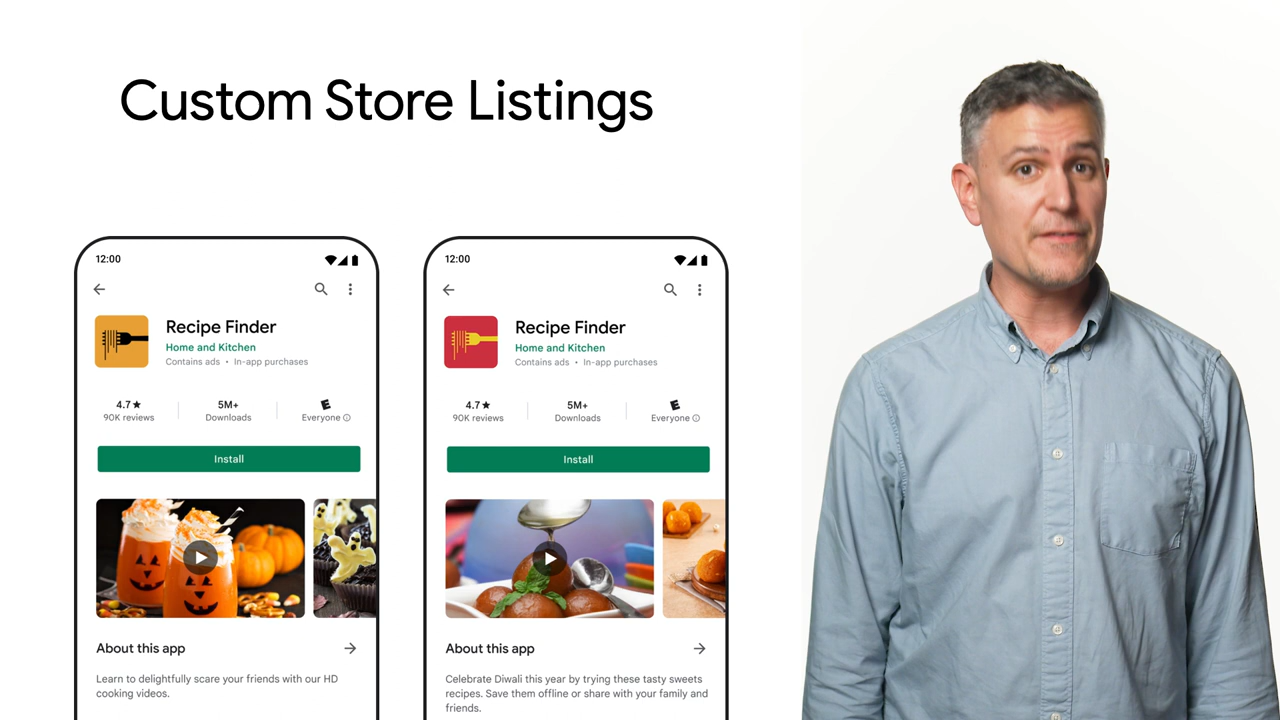 Custom Store Listings
12:00
Recipe Finder
Home and Kitchen
Contains ads • In-app purchases
4.7★
90K reviews
5M+
Downloads
E
Everyone
Install
About this app
Learn to delightfully scare your friends with our HD
cooking videos.
12:00
Recipe Finder
Home and Kitchen
Contains ads • In-app purchases
4.7★
90K reviews
5M+
Downloads
E
Everyone
Install
About this app
Celebrate Diwali this year by trying these tasty sweets
recipes. Save them offline or share with your family and
friends.